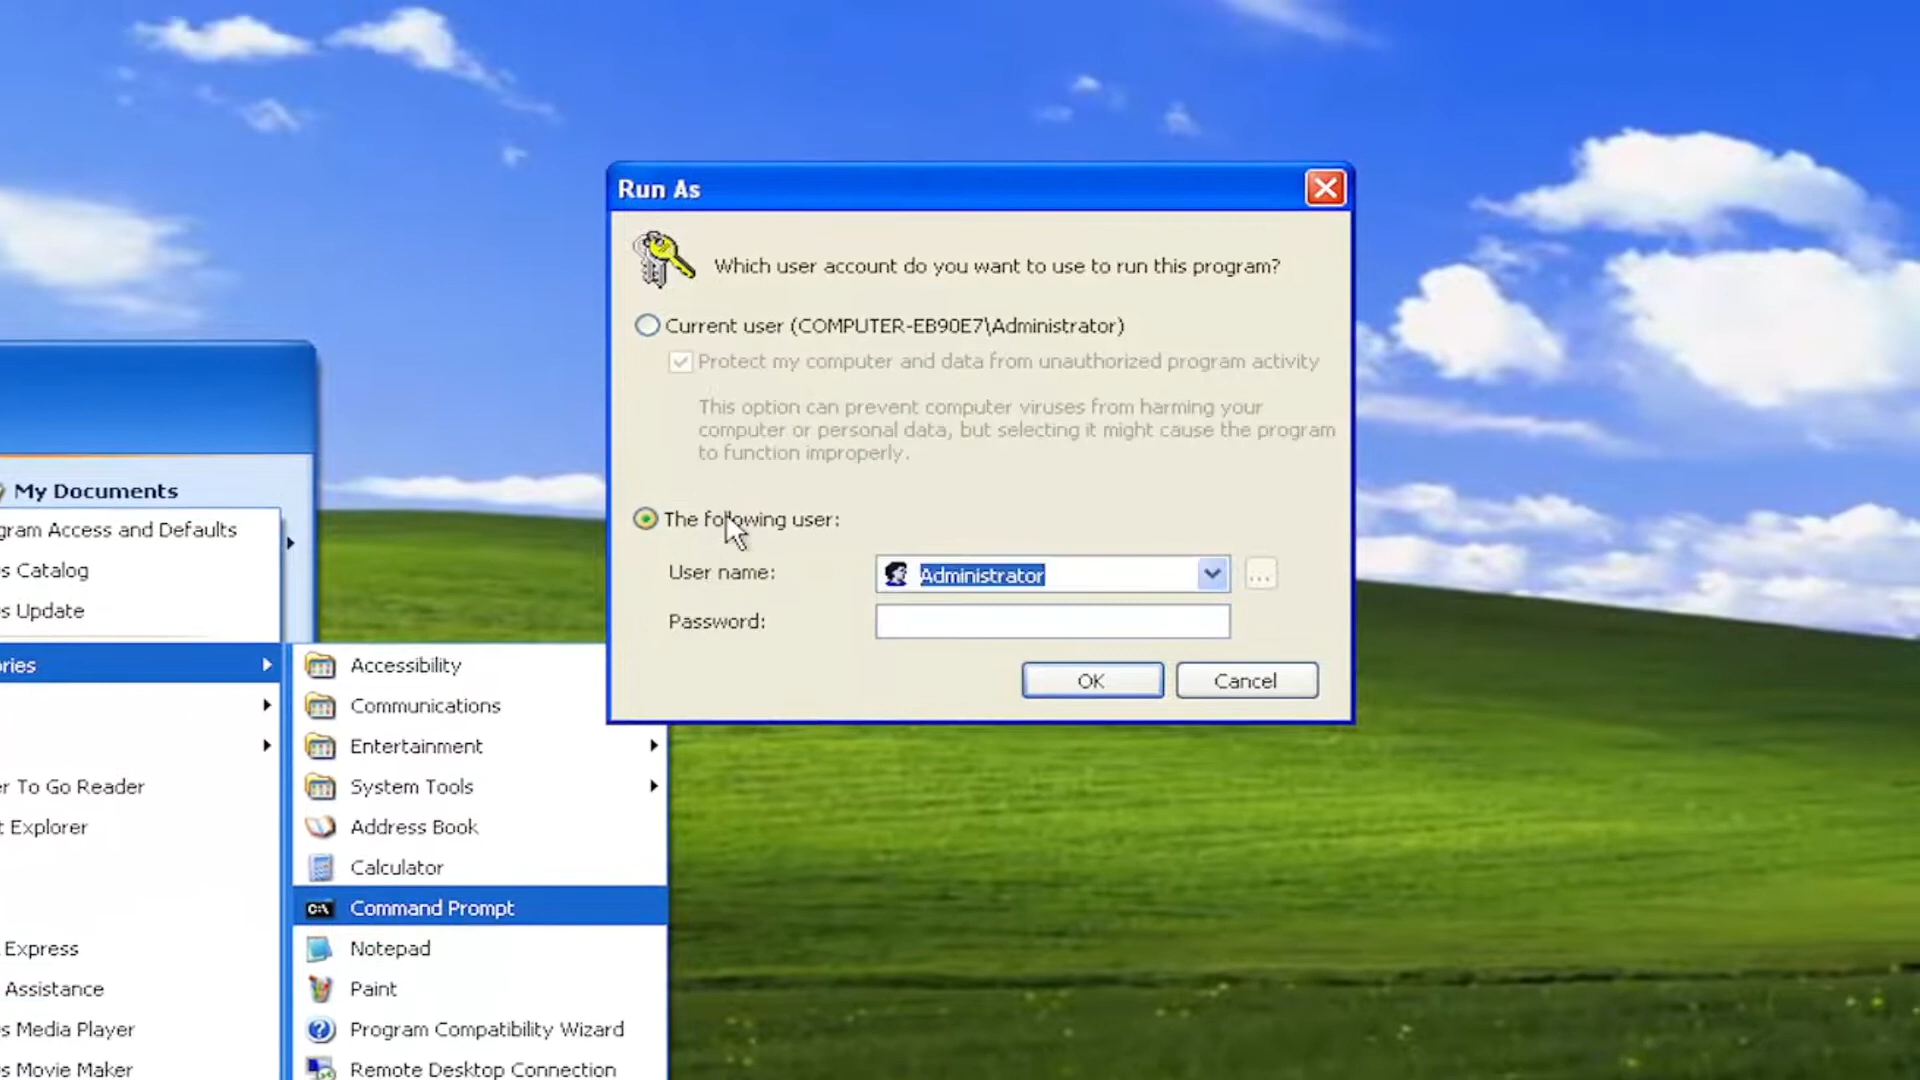 Run As
Which user account do you want to use to run this program?
Current user (COMPUTER-EB90E7\Administrator)
Protect my computer and data from unauthorized program activity
This option can prevent computer viruses from harming your
computer or personal data, but selecting it might cause the program
to function improperly.
The following user:
User name:
Administrator
...
Password:
OK
Cancel
My Documents
gram Access and Defaults
s Catalog
s Update
ries
r To Go Reader
t Explorer
Express
Assistance
s Media Player
s Movie Maker
Accessibility
Communications
Entertainment
System Tools
Address Book
Calculator
C:\
Command Prompt
Notepad
Paint
Program Compatibility Wizard
Remote Desktop Connection